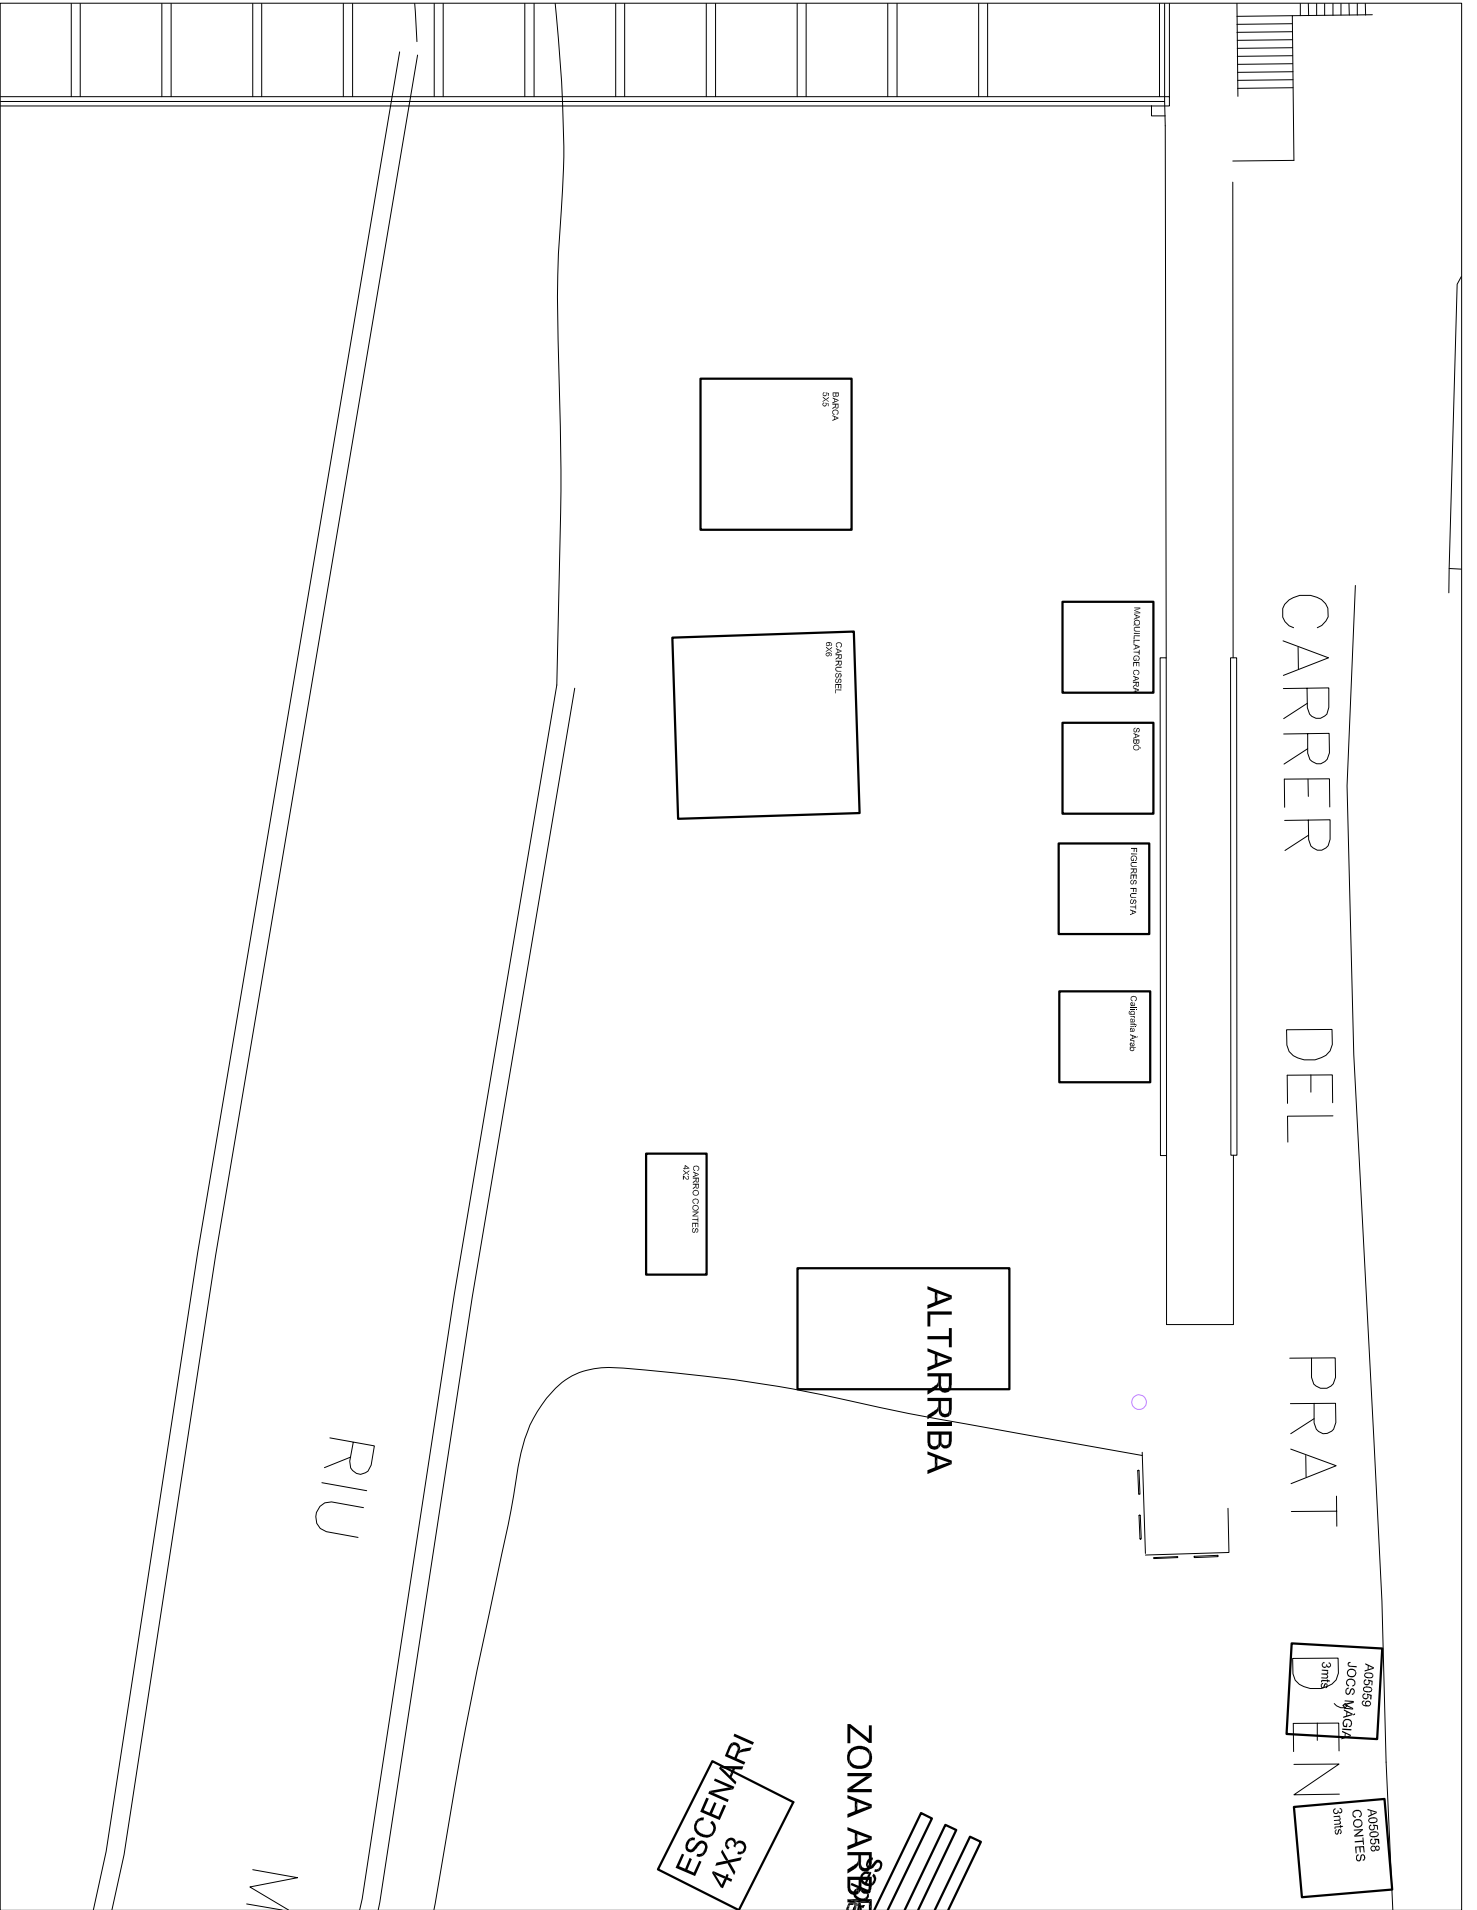 BARCA
5X5
CARRUSSEL
6X6
MAQUILLATGE CARA
SABÓ
FIGURES FUSTA
Caligrafia Àrab
CARRO CONTES
4X2
ALTARRIBA
CARRER DEL PRAT D'EN
RIU
M
A05059
JOCS MÀGIA
3mts
A05058
CONTES
3mts
ESCENARI
4X3
ZONA ARBE